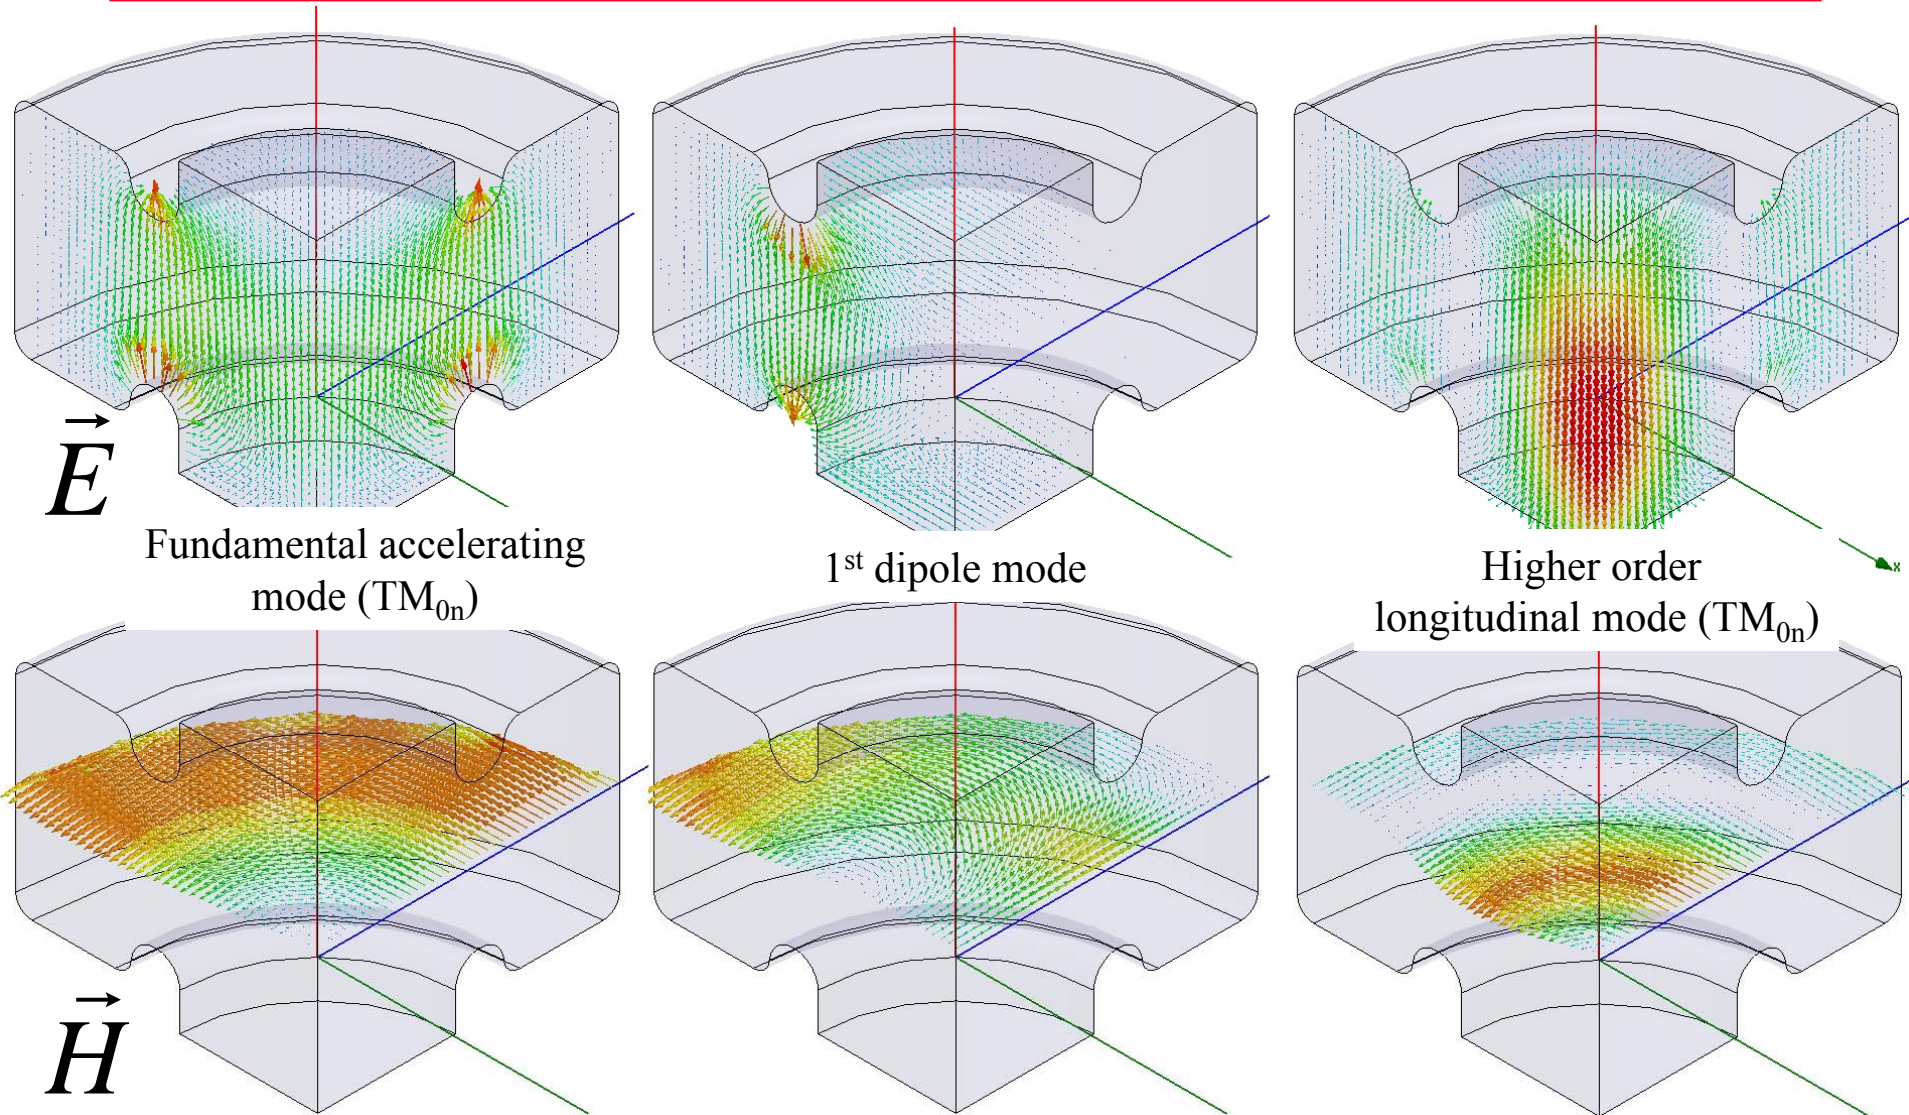 E
Fundamental accelerating
mode (TM0n)
1st dipole mode
Higher order
longitudinal mode (TM0n)
x
H